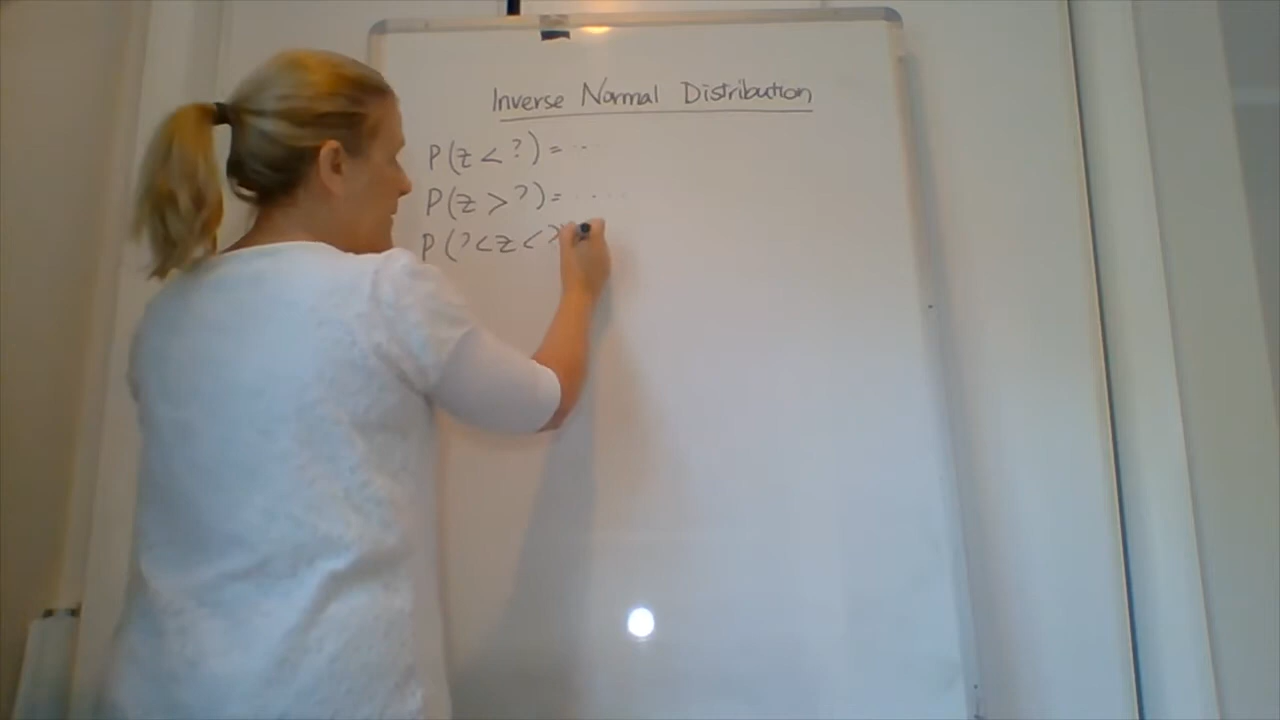 Inverse Normal Distribution
P(z < ?) = ...
P(z > ?) = ....
P(? < z < ?)